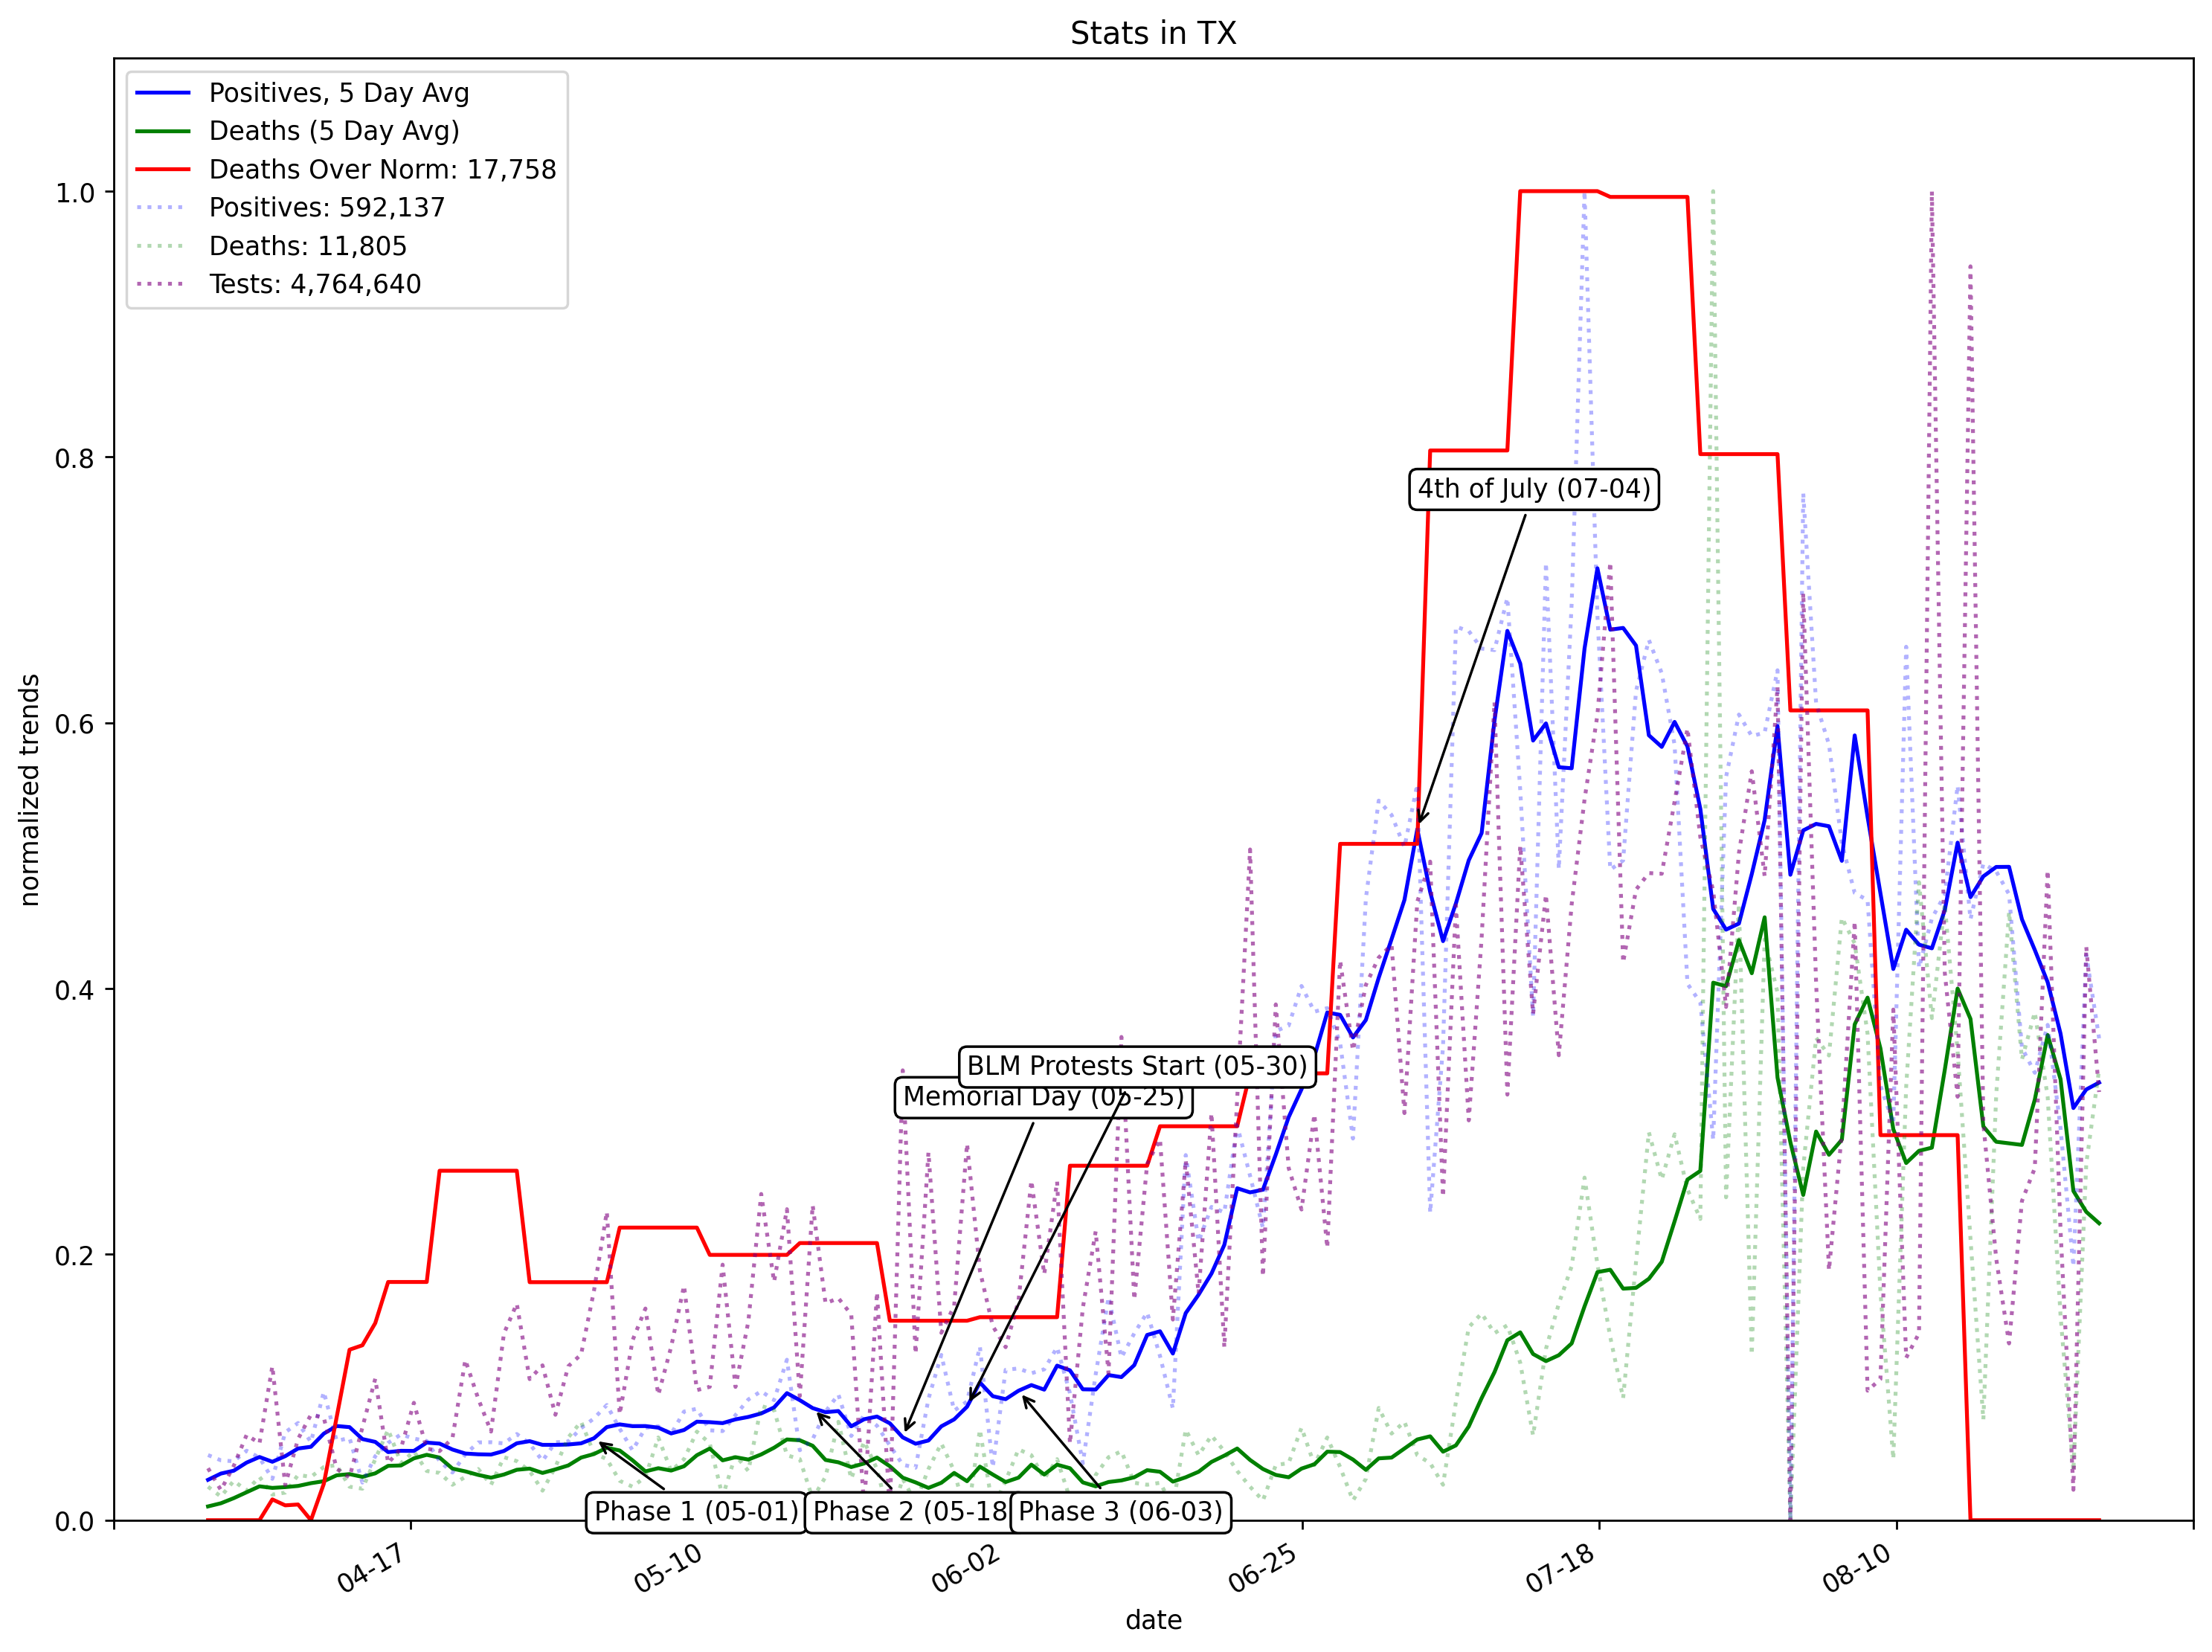 Stats in TX
Positives, 5 Day Avg
Deaths (5 Day Avg)
Deaths Over Norm: 17,758
Positives: 592,137
Deaths: 11,805
Tests: 4,764,640
1.0
0.8
0.6
0.4
0.2
0.0
normalized trends
4th of July (07-04)
BLM Protests Start (05-30)
Memorial Day (05-25)
Phase 1 (05-01)
Phase 2 (05-18
Phase 3 (06-03)
04-17
05-10
06-02
06-25
07-18
08-10
date